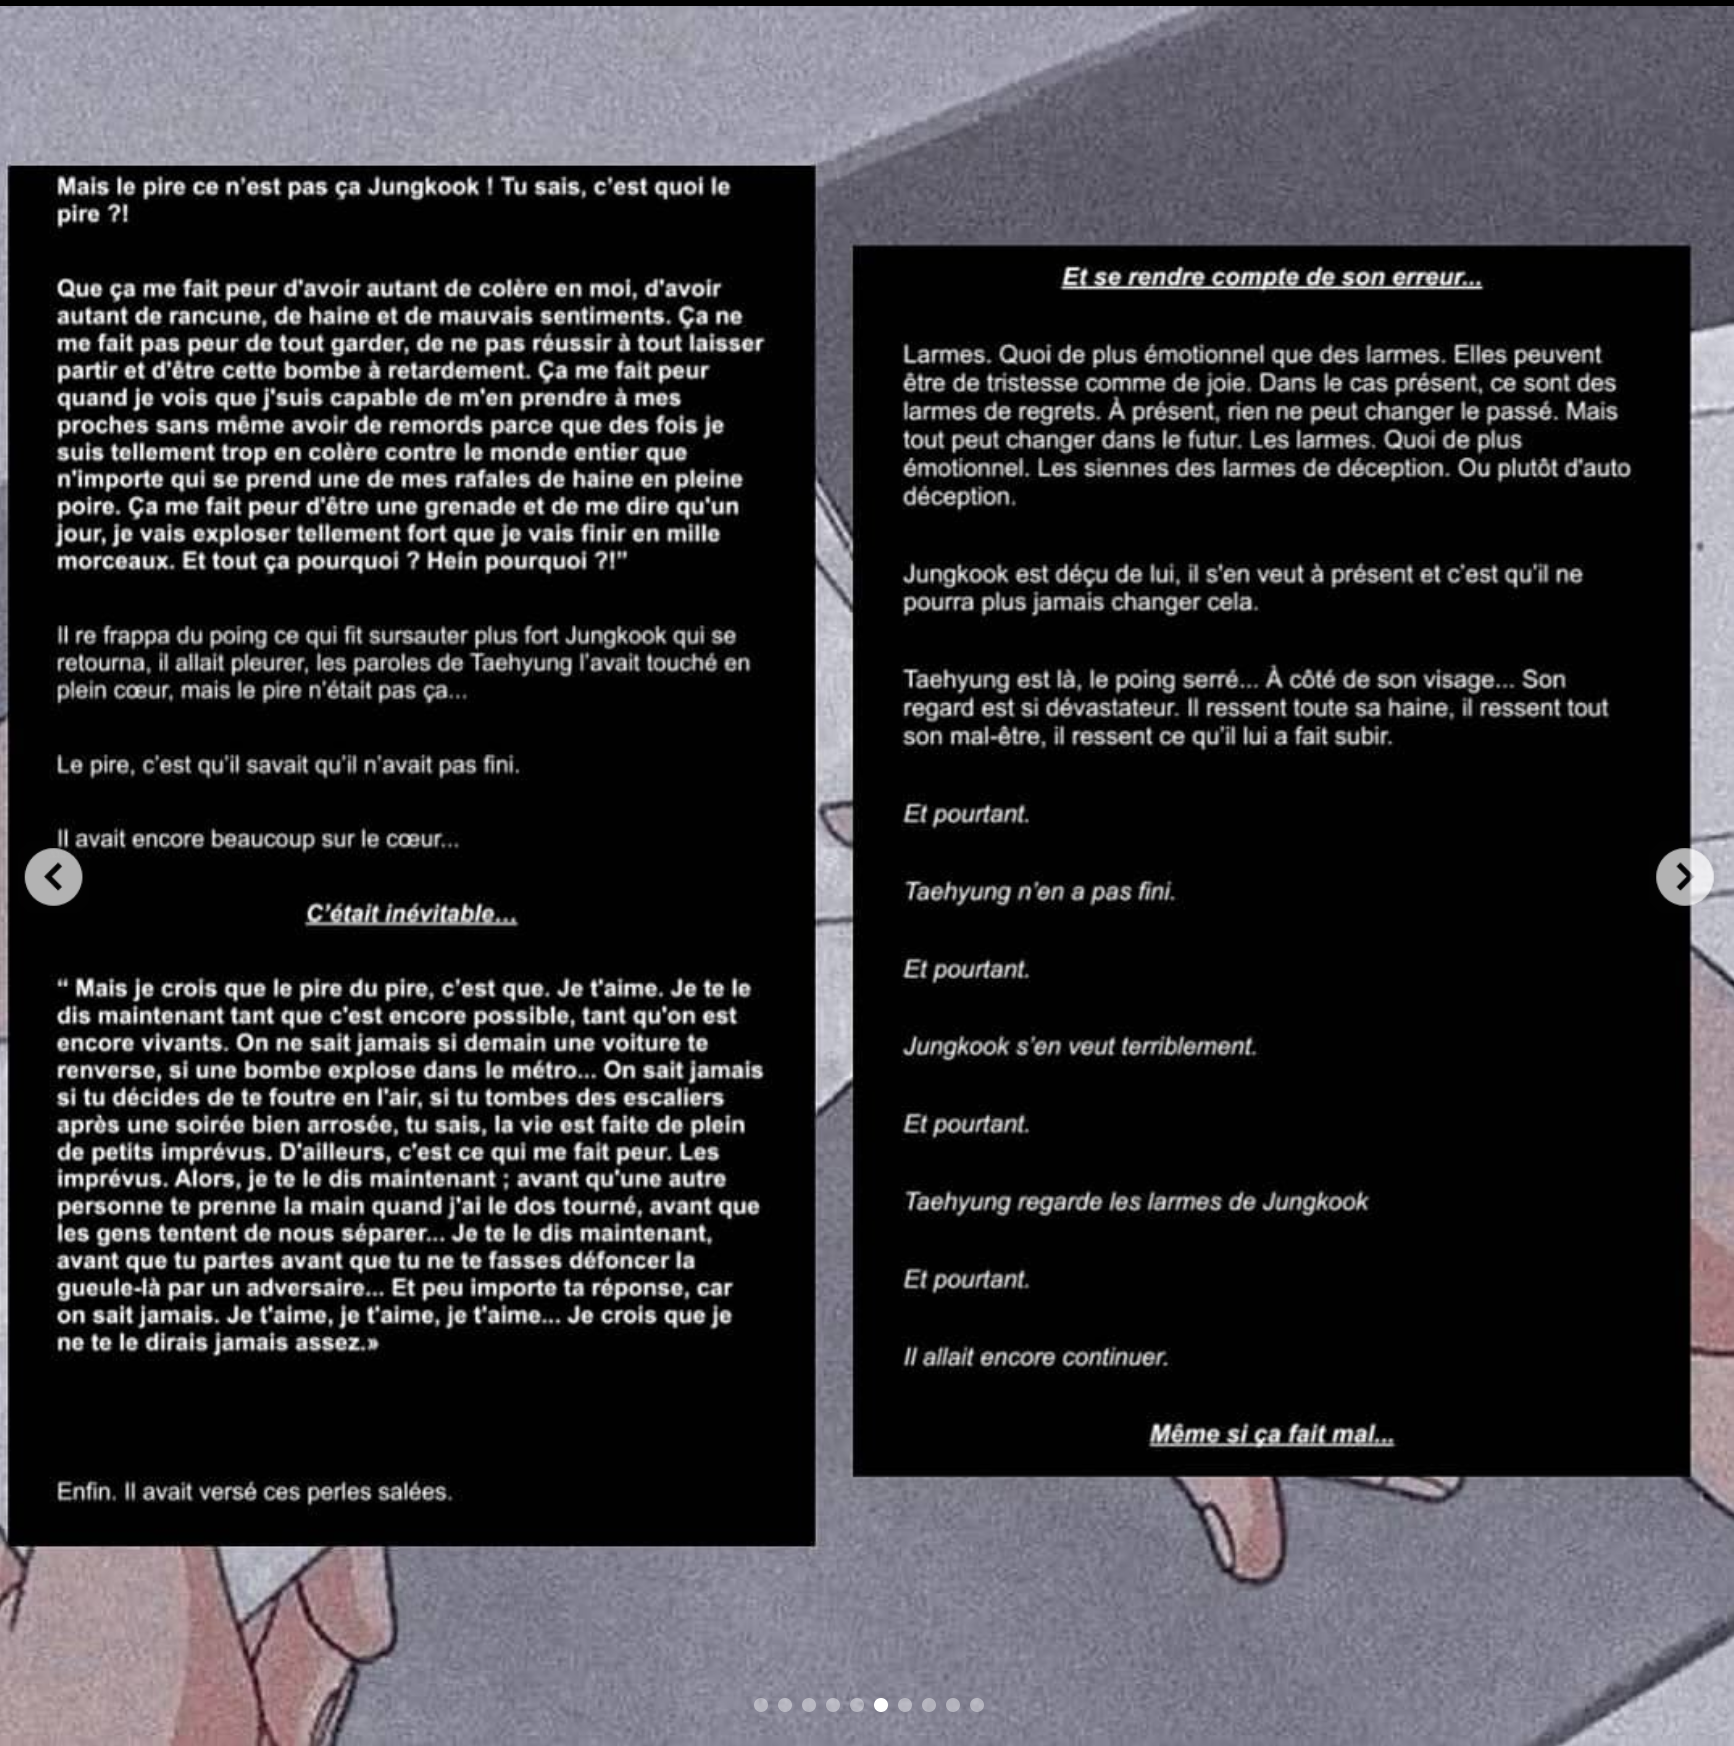 Mais le pire ce n'est pas ça Jungkook ! Tu sais, c'est quoi le
pire ?!
Que ça me fait peur d'avoir autant de colère en moi, d'avoir
autant de rancune, de haine et de mauvais sentiments. Ça ne
me fait pas peur de tout garder, de ne pas réussir à tout laisser
partir et d'être cette bombe à retardement. Ça me fait peur
quand je vois que j'suis capable de m'en prendre à mes
proches sans même avoir de remords parce que des fois je
suis tellement trop en colère contre le monde entier que
n'importe qui se prend une de mes rafales de haine en pleine
poire. Ça me fait peur d'être une grenade et de me dire qu'un
jour, je vais exploser tellement fort que je vais finir en mille
morceaux. Et tout ça pourquoi ? Hein pourquoi ?!”
Il re frappa du poing ce qui fit sursauter plus fort Jungkook qui se
retourna, il allait pleurer, les paroles de Taehyung l'avait touché en
plein cœur, mais le pire n'était pas ça...
Le pire, c'est qu'il savait qu'il n'avait pas fini.
Il avait encore beaucoup sur le cœur...
C'était inévitable...
“ Mais je crois que le pire du pire, c'est que. Je t'aime. Je te le
dis maintenant tant que c'est encore possible, tant qu'on est
encore vivants. On ne sait jamais si demain une voiture te
renverse, si une bombe explose dans le métro... On sait jamais
si tu décides de te foutre en l'air, si tu tombes des escaliers
après une soirée bien arrosée, tu sais, la vie est faite de plein
de petits imprévus. D'ailleurs, c'est ce qui me fait peur. Les
imprévus. Alors, je te le dis maintenant ; avant qu'une autre
personne te prenne la main quand j'ai le dos tourné, avant que
les gens tentent de nous séparer... Je te le dis maintenant,
avant que tu partes avant que tu ne te fasses défoncer la
gueule-là par un adversaire... Et peu importe ta réponse, car
on sait jamais. Je t'aime, je t'aime, je t'aime... Je crois que je
ne te le dirais jamais assez.»
Enfin. Il avait versé ces perles salées.
Et se rendre compte de son erreur...
Larmes. Quoi de plus émotionnel que des larmes. Elles peuvent
être de tristesse comme de joie. Dans le cas présent, ce sont des
larmes de regrets. À présent, rien ne peut changer le passé. Mais
tout peut changer dans le futur. Les larmes. Quoi de plus
émotionnel. Les siennes des larmes de déception. Ou plutôt d'auto
déception.
Jungkook est déçu de lui, il s'en veut à présent et c'est qu'il ne
pourra plus jamais changer cela.
Taehyung est là, le poing serré... À côté de son visage... Son
regard est si dévastateur. Il ressent toute sa haine, il ressent tout
son mal-être, il ressent ce qu'il lui a fait subir.
Et pourtant.
Taehyung n'en a pas fini.
Et pourtant.
Jungkook s'en veut terriblement.
Et pourtant.
Taehyung regarde les larmes de Jungkook
Et pourtant.
Il allait encore continuer.
Même si ça fait mal...